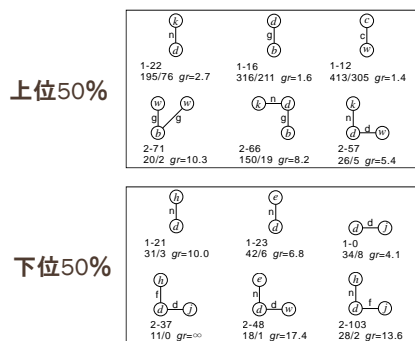 上位50%
k
n
d
1-22
195/76 gr=2.7
d
g
b
1-16
316/211 gr=1.6
c
c
w
1-12
413/305 gr=1.4
w w
g g
b
2-71
20/2 gr=10.3
k n d
g
b
2-66
150/19 gr=8.2
k
n
d d w
2-57
26/5 gr=5.4
下位50%
h
n
d
1-21
31/3 gr=10.0
e
n
d
1-23
42/6 gr=6.8
d d j
1-0
34/8 gr=4.1
h
f
d d j
2-37
11/0 gr=∞
e
n
d d w
2-48
18/1 gr=17.4
h
n
d f j
2-103
28/2 gr=13.6